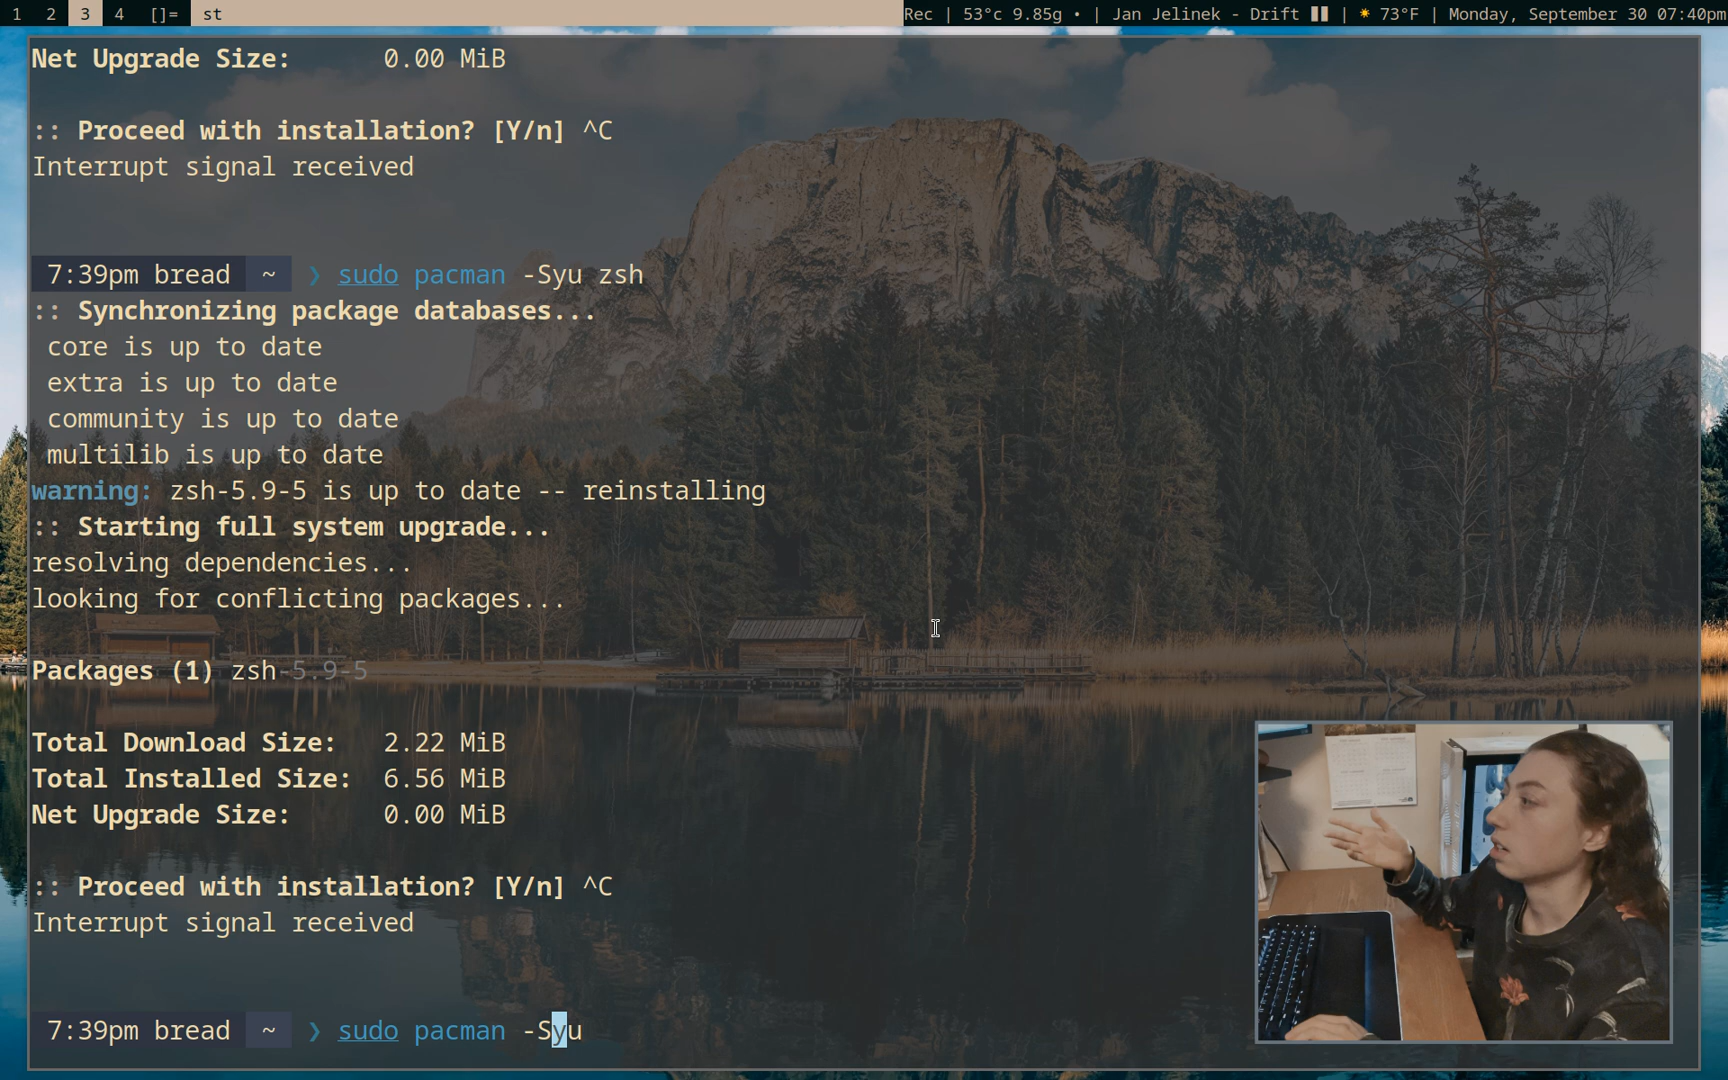 1 2 3 4 []= st Rec | 53°c 9.85g • | Jan Jelinek - Drift ▮▮ | ☀ 73°F | Monday, September 30 07:40pm
Net Upgrade Size: 0.00 MiB
:: Proceed with installation? [Y/n] ^C
Interrupt signal received
7:39pm bread ~ ❯ sudo pacman -Syu zsh
:: Synchronizing package databases...
core is up to date
extra is up to date
community is up to date
multilib is up to date
warning: zsh-5.9-5 is up to date -- reinstalling
:: Starting full system upgrade...
resolving dependencies...
looking for conflicting packages...
Packages (1) zsh-5.9-5
Total Download Size: 2.22 MiB
Total Installed Size: 6.56 MiB
Net Upgrade Size: 0.00 MiB
:: Proceed with installation? [Y/n] ^C
Interrupt signal received
7:39pm bread ~ ❯ sudo pacman -Syu